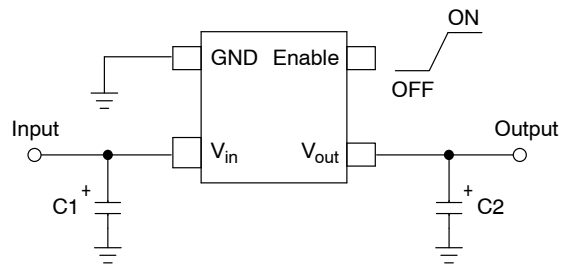 ON
GND Enable
OFF
Input
Output
Vin
Vout
+
C1
+
C2